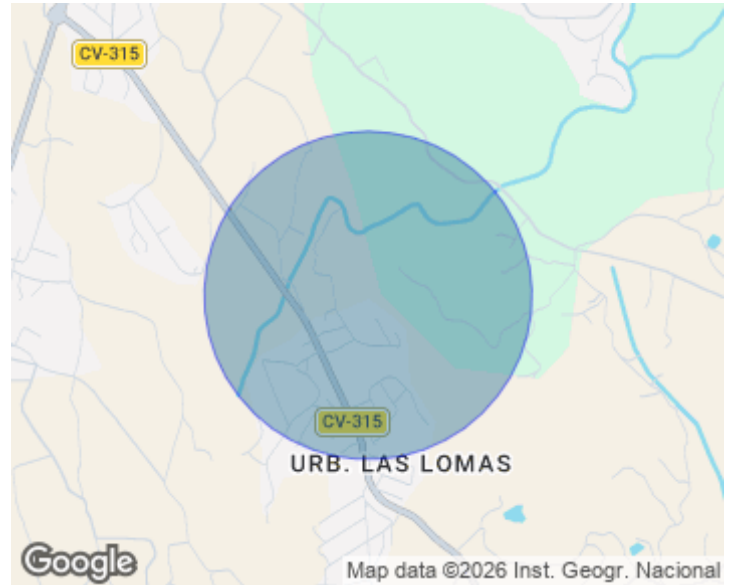 CV-315
CV-315
URB. LAS LOMAS
Google
Map data ©2026 Inst. Geogr. Nacional